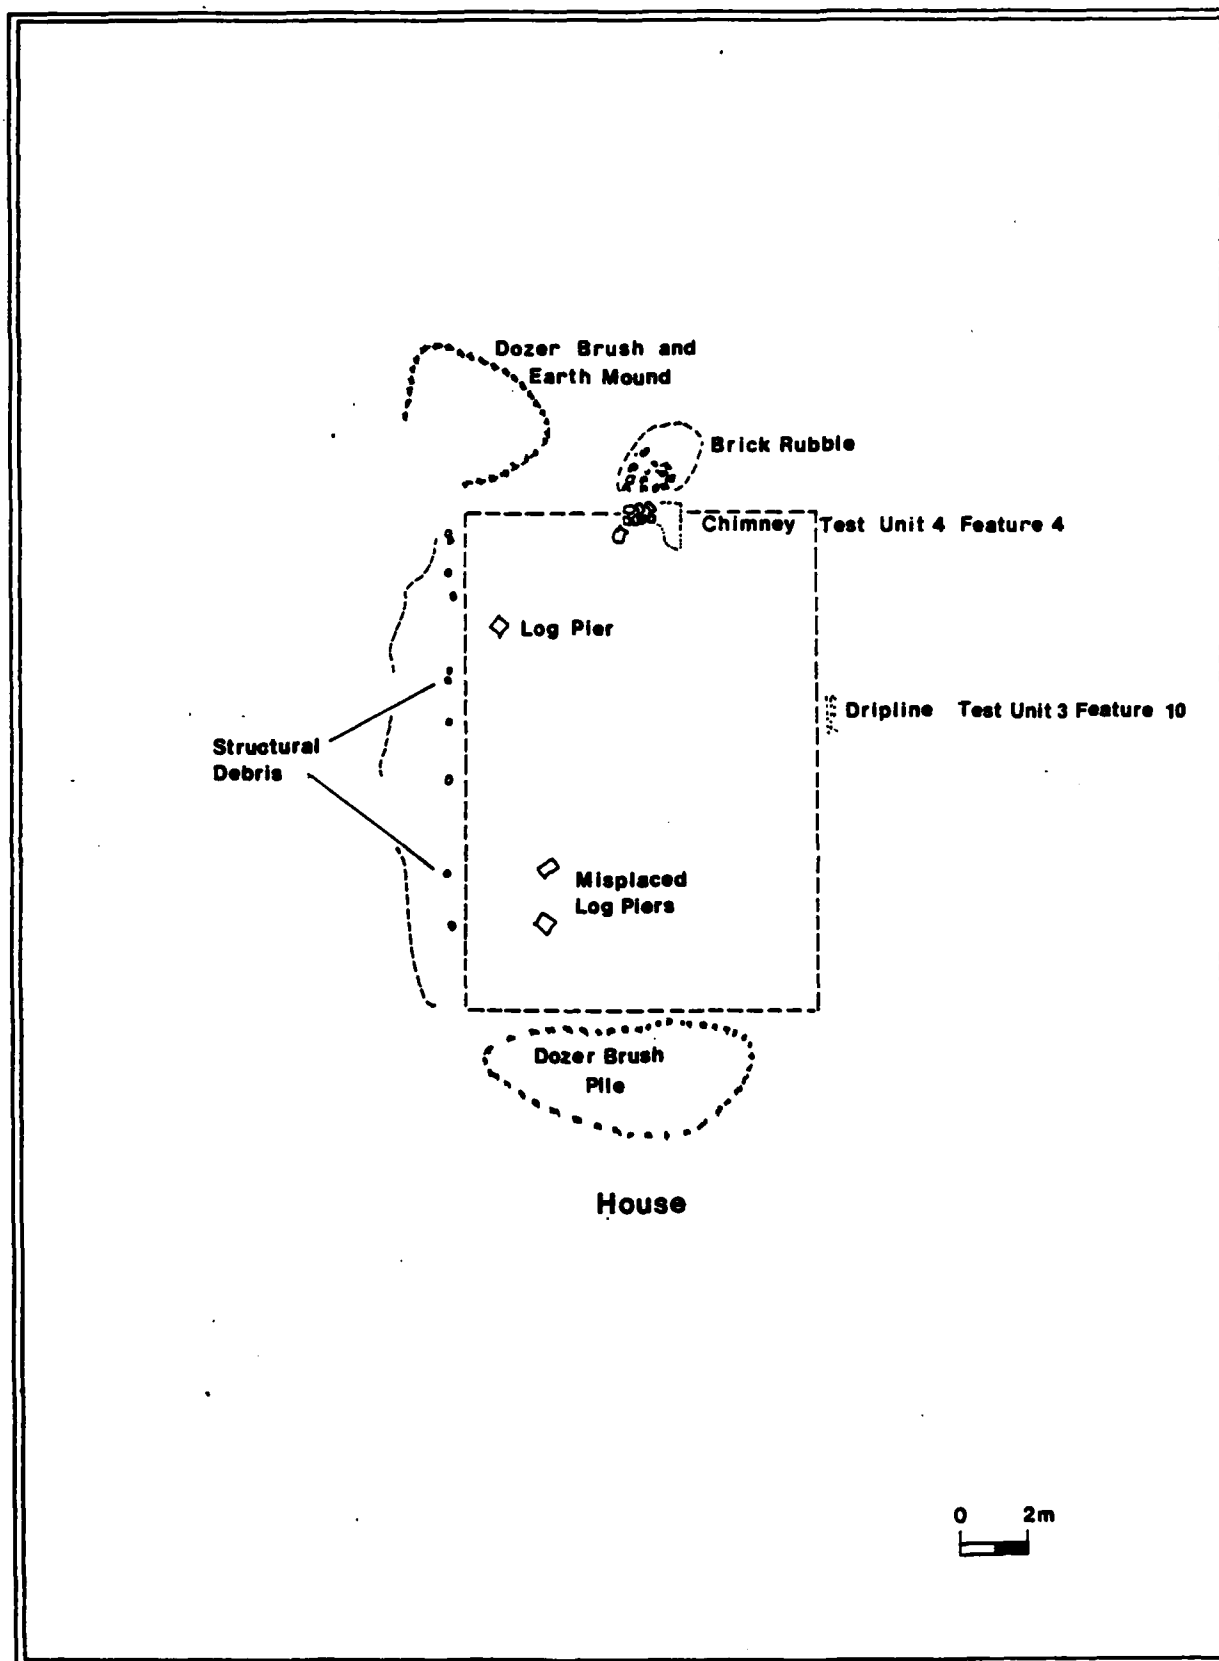 Dozer Brush and
Earth Mound
Brick Rubble
Chimney Test Unit 4 Feature 4
Log Pier
Dripline Test Unit 3 Feature 10
Structural
Debris
Misplaced
Log Piers
Dozer Brush
Pile
House
0 2m